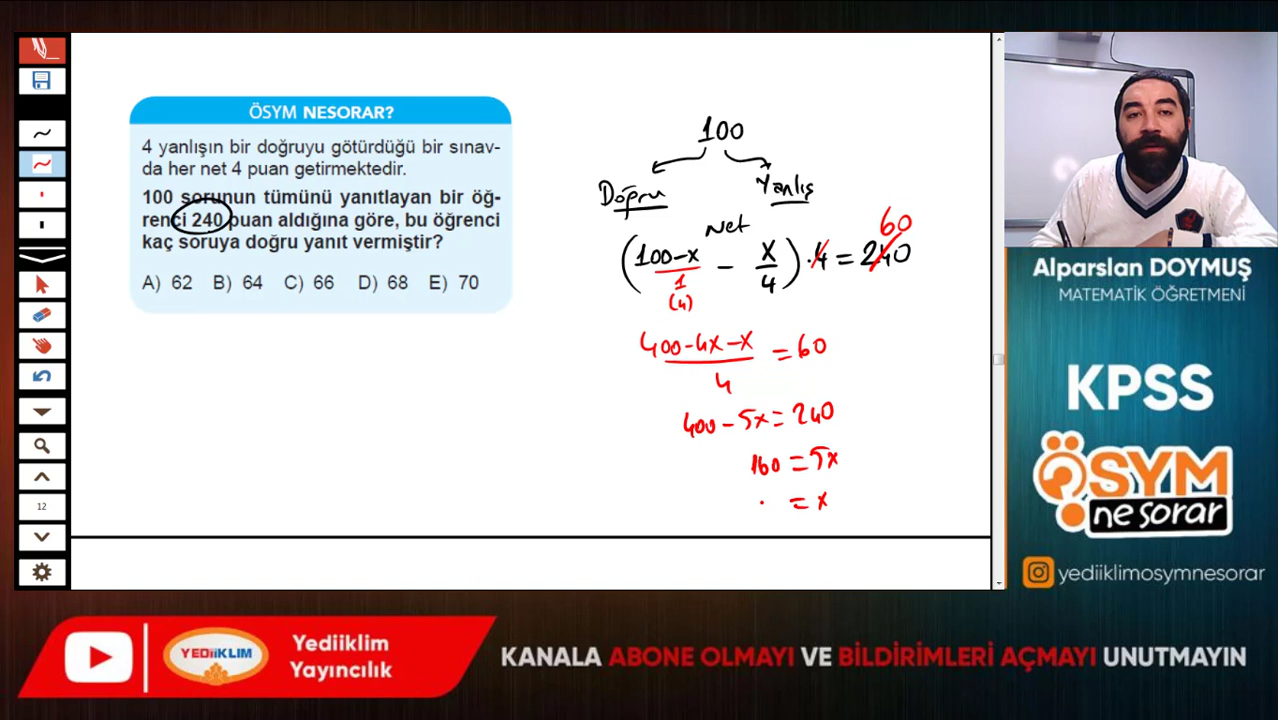 ÖSYM NESORAR?
4 yanlışın bir doğruyu götürdüğü bir sınav-
da her net 4 puan getirmektedir.
100 sorunun tümünü yanıtlayan bir öğ-
renci 240 puan aldığına göre, bu öğrenci
kaç soruya doğru yanıt vermiştir?
A) 62 B) 64 C) 66 D) 68 E) 70
100
Doğru Yanlış
Net
60
(100-x/1 - x/4) · 4 = 240
(4)
400-4x-x/4 = 60
400-5x=240
160=5x
=x
12
Alparslan DOYMUŞ
MATEMATİK ÖĞRETMENİ
KPSS
ÖSYM
ne sorar
yediiklimosymnesorar
YEDiiKLIM
Yediiklim
Yayıncılık
KANALA ABONE OLMAYI VE BİLDİRİMLERİ AÇMAYI UNUTMAYIN